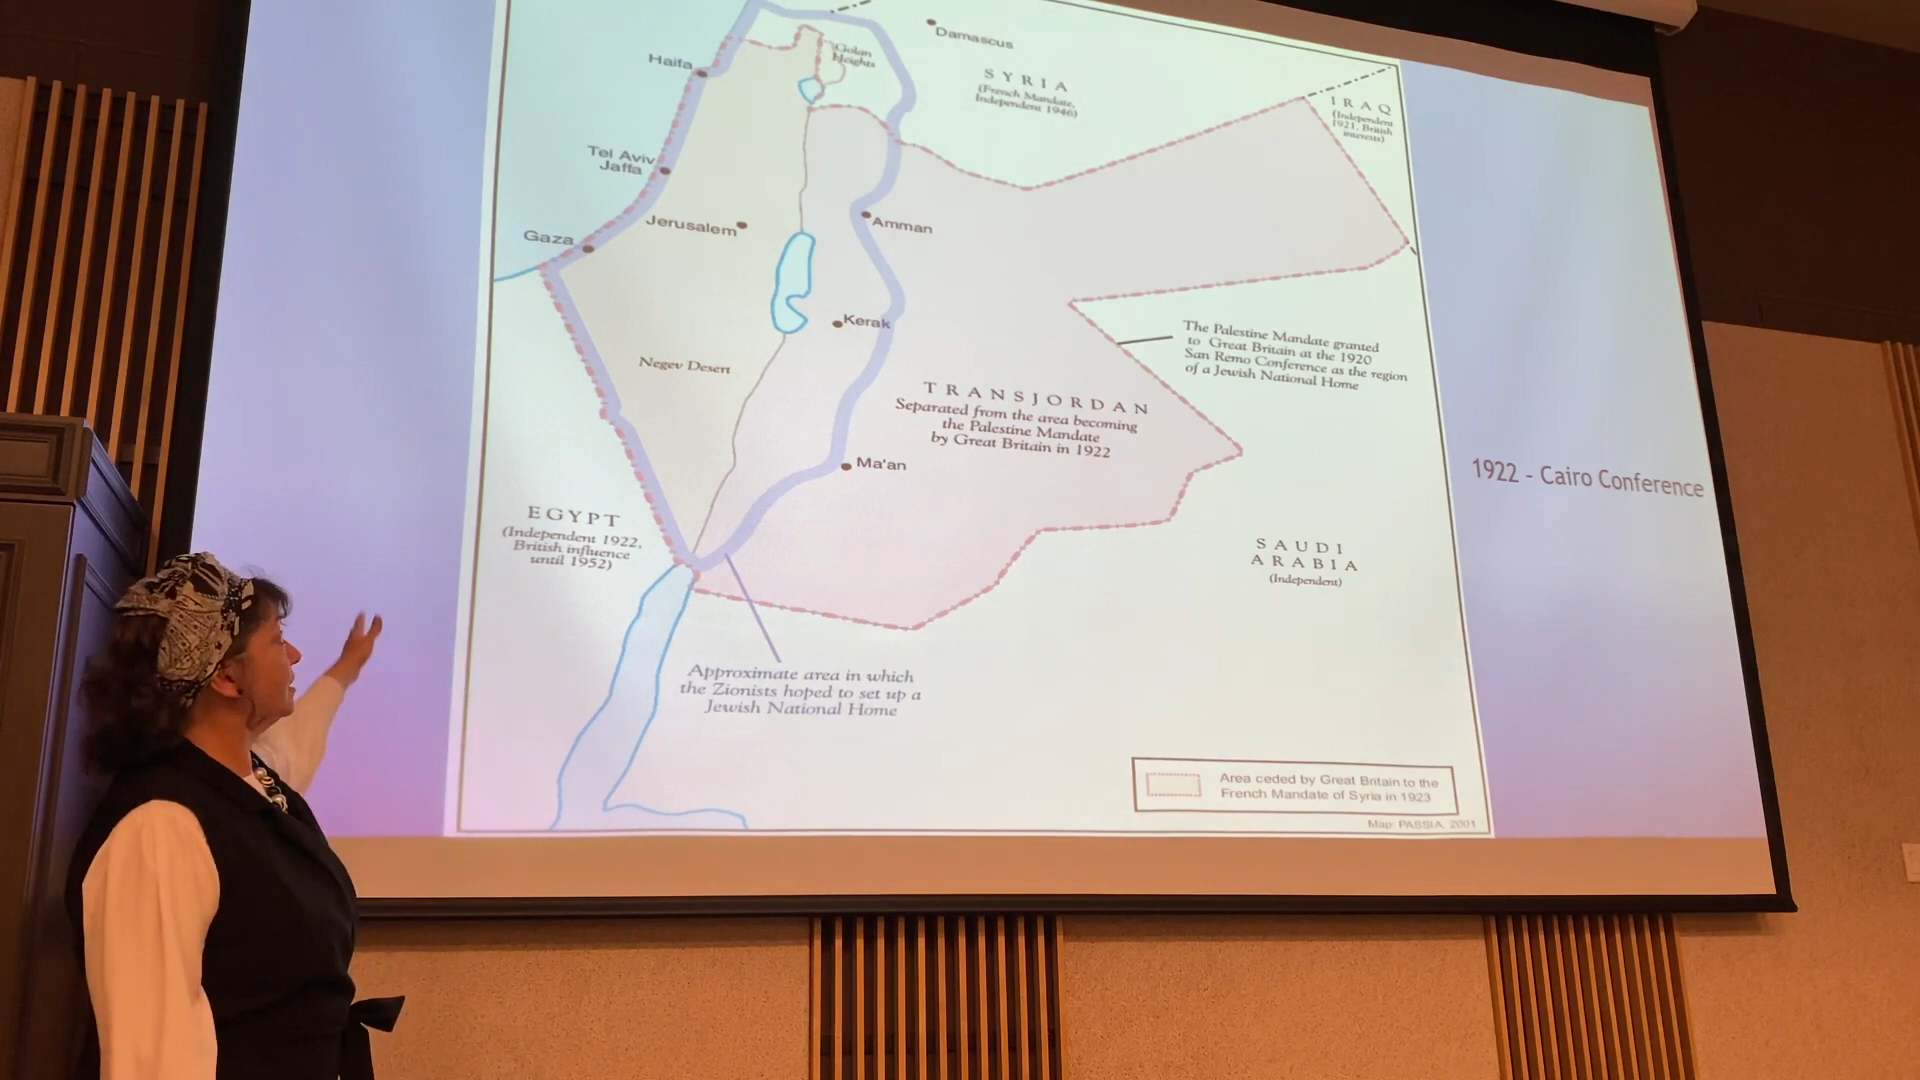 Damascus
Golan
Heights
Haifa
SYRIA
(French Mandate,
Independent 1946)
IRAQ
(Independent
1921, British
interests)
Tel Aviv
Jaffa
Jerusalem
Amman
Gaza
Kerak
The Palestine Mandate granted
to Great Britain at the 1920
San Remo Conference as the region
of a Jewish National Home
Negev Desert
TRANSJORDAN
Separated from the area becoming
the Palestine Mandate
by Great Britain in 1922
Ma'an
1922 - Cairo Conference
EGYPT
(Independent 1922,
British influence
until 1952)
SAUDI
ARABIA
(Independent)
Approximate area in which
the Zionists hoped to set up a
Jewish National Home
Area ceded by Great Britain to the
French Mandate of Syria in 1923
Map: PASSIA, 2001